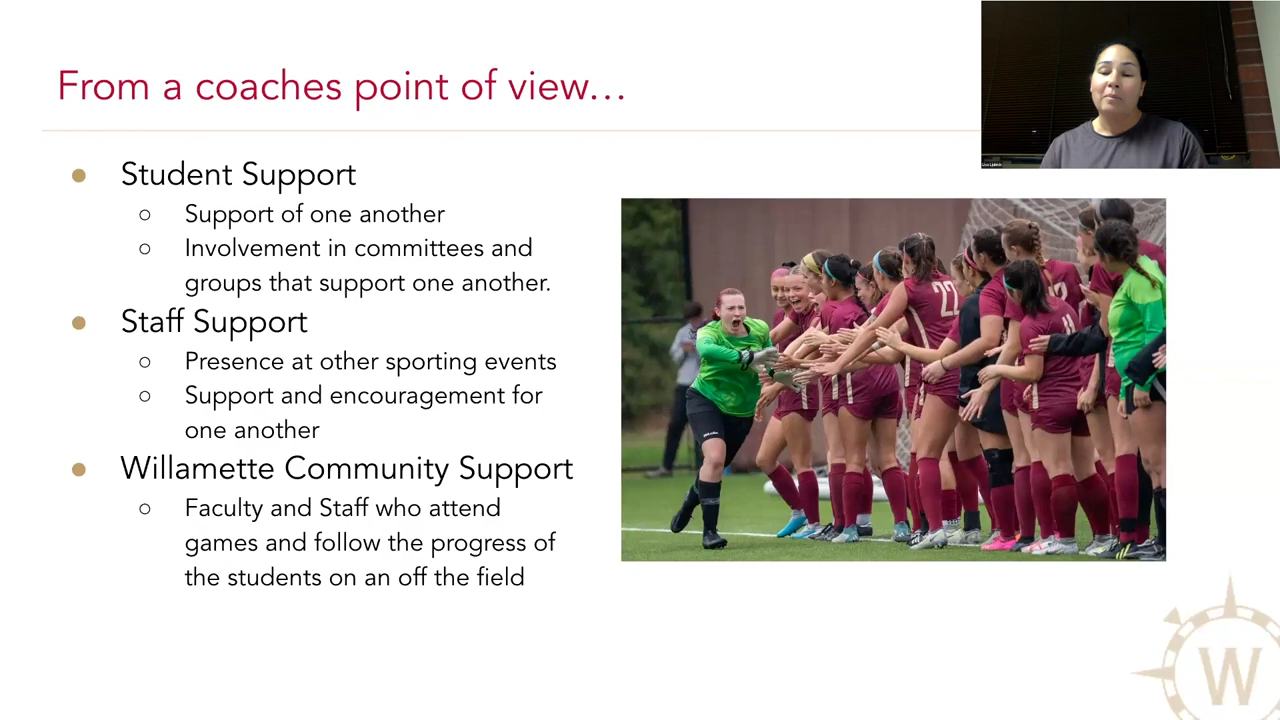 From a coaches point of view...
Student Support
Support of one another
Involvement in committees and
groups that support one another.
Staff Support
Presence at other sporting events
Support and encouragement for
one another
Willamette Community Support
Faculty and Staff who attend
games and follow the progress of
the students on an off the field
22
11
W